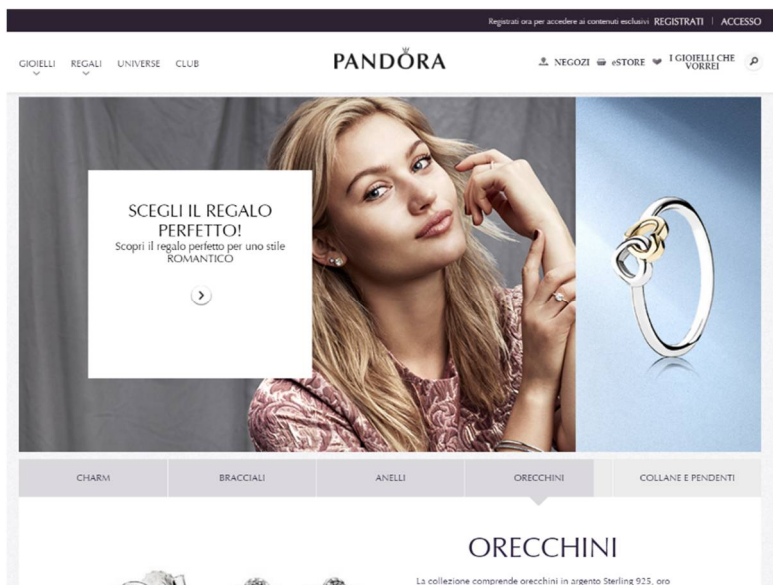 Registrati ora per accedere ai contenuti esclusivi REGISTRATI | ACCESSO
GIOIELLI REGALI UNIVERSE CLUB
PANDÖRA
NEGOZI eSTORE I GIOIELLI CHE
VORREI
SCEGLI IL REGALO
PERFETTO!
Scopri il regalo perfetto per uno stile
ROMANTICO
CHARM BRACCIALI ANELLI ORECCHINI COLLANE E PENDENTI
ORECCHINI
La collezione comprende orecchini in argento Sterling 925, oro